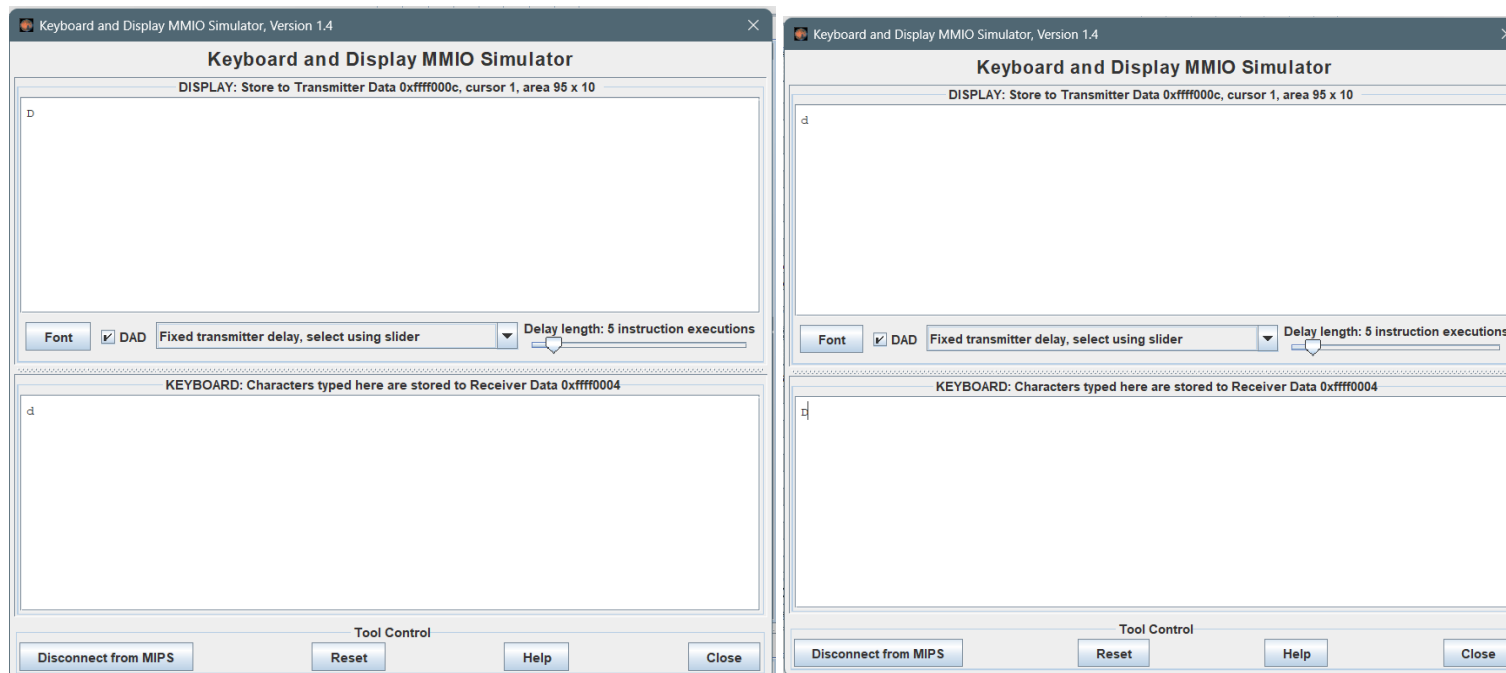 Keyboard and Display MMIO Simulator, Version 1.4
Keyboard and Display MMIO Simulator
DISPLAY: Store to Transmitter Data 0xffff000c, cursor 1, area 95 x 10
D
Font
DAD
Fixed transmitter delay, select using slider
Delay length: 5 instruction executions
KEYBOARD: Characters typed here are stored to Receiver Data 0xffff0004
d
Tool Control
Disconnect from MIPS
Reset
Help
Close
Keyboard and Display MMIO Simulator, Version 1.4
Keyboard and Display MMIO Simulator
DISPLAY: Store to Transmitter Data 0xffff000c, cursor 1, area 95 x 10
d
Font
DAD
Fixed transmitter delay, select using slider
Delay length: 5 instruction executions
KEYBOARD: Characters typed here are stored to Receiver Data 0xffff0004
D
Tool Control
Disconnect from MIPS
Reset
Help
Close